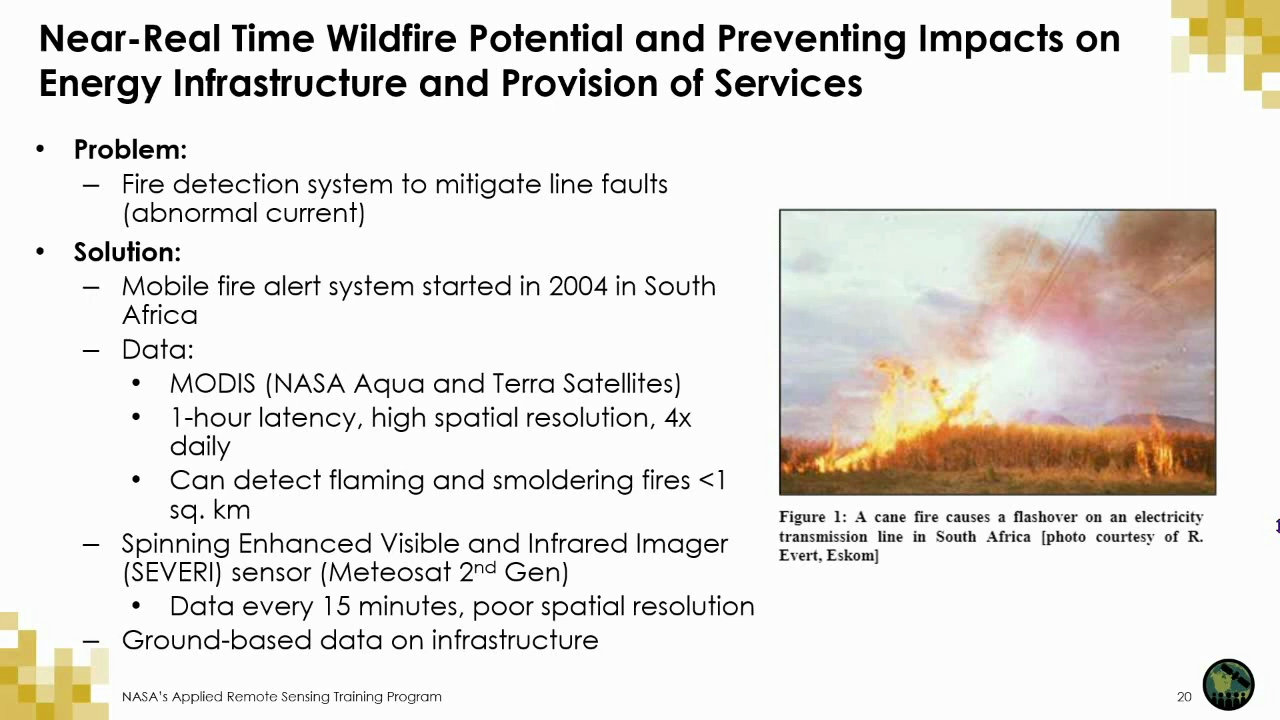 Near-Real Time Wildfire Potential and Preventing Impacts on
Energy Infrastructure and Provision of Services
• Problem:
– Fire detection system to mitigate line faults
(abnormal current)
• Solution:
– Mobile fire alert system started in 2004 in South
Africa
– Data:
• MODIS (NASA Aqua and Terra Satellites)
• 1-hour latency, high spatial resolution, 4x
daily
• Can detect flaming and smoldering fires <1
sq. km
– Spinning Enhanced Visible and Infrared Imager
(SEVERI) sensor (Meteosat 2nd Gen)
• Data every 15 minutes, poor spatial resolution
– Ground-based data on infrastructure
Figure 1: A cane fire causes a flashover on an electricity
transmission line in South Africa [photo courtesy of R.
Evert, Eskom]
NASA's Applied Remote Sensing Training Program
20